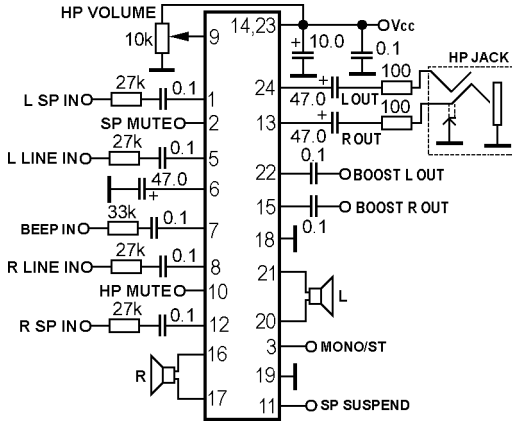 HP VOLUME
10k
9
14,23
Vcc
+
10.0
0.1
HP JACK
27k
0.1
L SP IN
1
24
+
47.0
L OUT
100
SP MUTE
2
13
+
47.0
R OUT
100
27k
0.1
L LINE IN
5
47.0
+
6
22
0.1
BOOST L OUT
33k
0.1
BEEP IN
7
15
0.1
BOOST R OUT
27k
0.1
R LINE IN
8
18
HP MUTE
10
21
L
20
27k
0.1
R SP IN
12
3
MONO/ST
R
16
17
19
11
SP SUSPEND